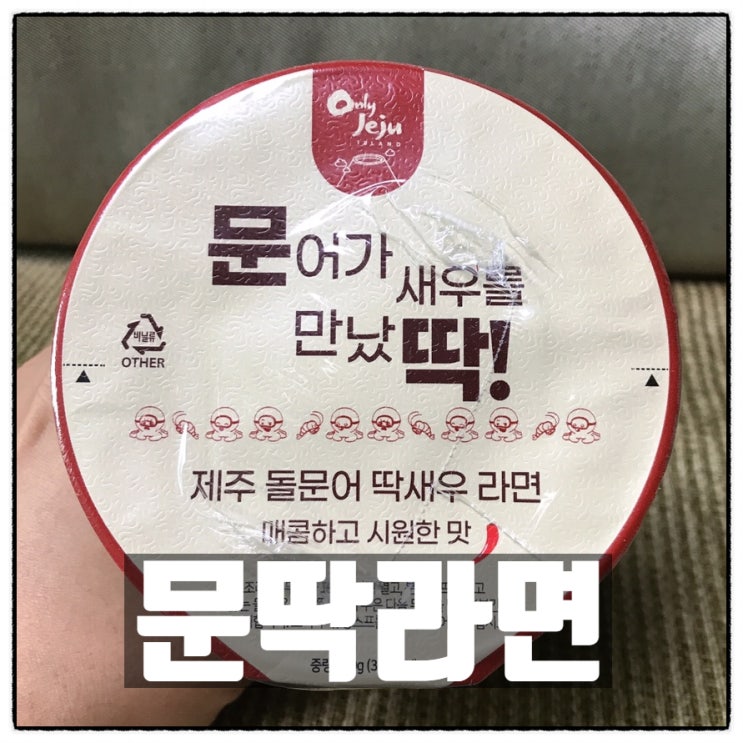 Only
Jeju
ISLAND
문어가
새우를
만났딱!
비닐류
OTHER
제주 돌문어 딱새우 라면
매콤하고 시원한 맛
문딱라면